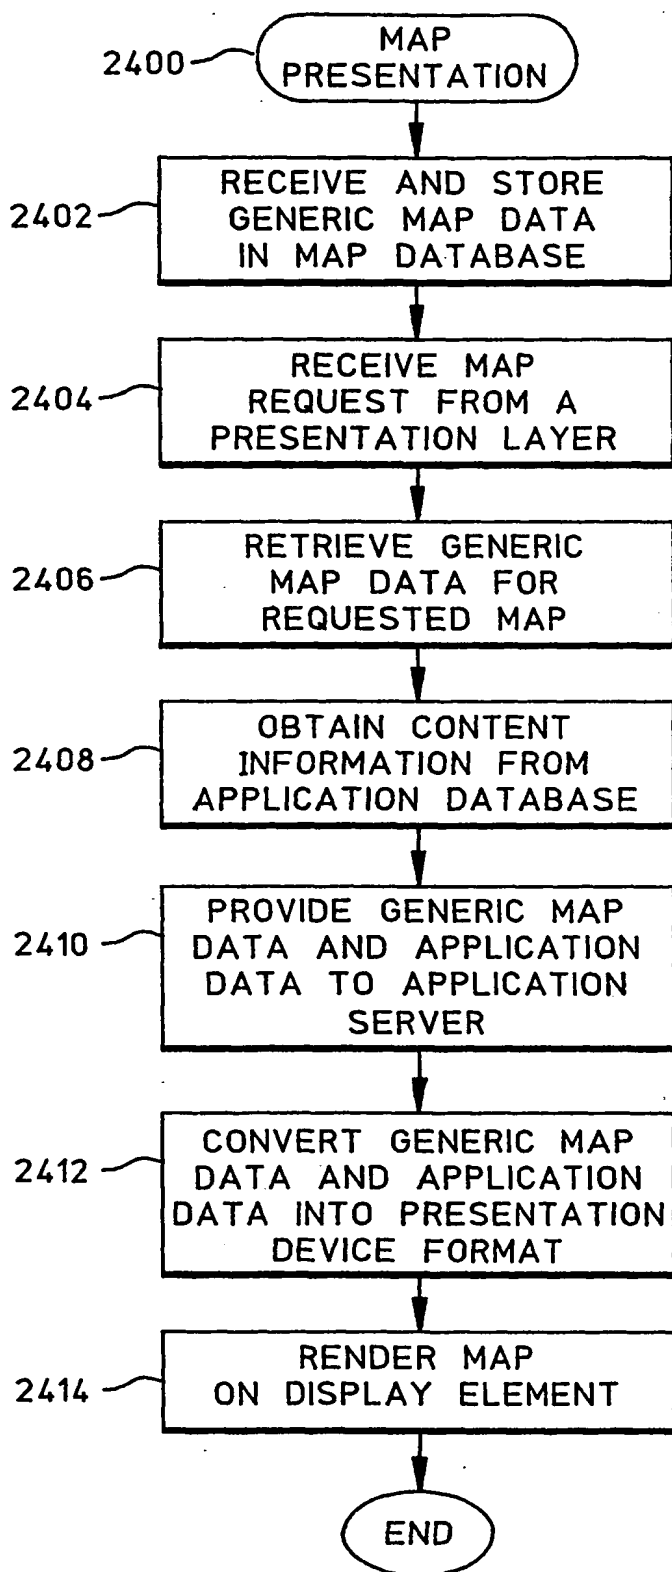 2400
MAP
PRESENTATION
2402
RECEIVE AND STORE
GENERIC MAP DATA
IN MAP DATABASE
2404
RECEIVE MAP
REQUEST FROM A
PRESENTATION LAYER
2406
RETRIEVE GENERIC
MAP DATA FOR
REQUESTED MAP
2408
OBTAIN CONTENT
INFORMATION FROM
APPLICATION DATABASE
2410
PROVIDE GENERIC MAP
DATA AND APPLICATION
DATA TO APPLICATION
SERVER
2412
CONVERT GENERIC MAP
DATA AND APPLICATION
DATA INTO PRESENTATION
DEVICE FORMAT
2414
RENDER MAP
ON DISPLAY ELEMENT
END